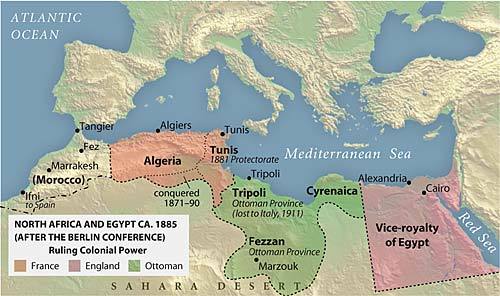 ATLANTIC
OCEAN
Tangier
Fez
Marrakesh
(Morocco)
Ifni
to Spain
Algiers
Algeria
conquered
1871–90
Tunis
Tunis
1881 Protectorate
Mediterranean Sea
Tripoli
Tripoli
Ottoman Province
(lost to Italy, 1911)
Cyrenaica
Alexandria
Cairo
Vice-royalty
of Egypt
Red Sea
Fezzan
Ottoman Province
Marzouk
SAHARA DESERT
NORTH AFRICA AND EGYPT CA. 1885
(AFTER THE BERLIN CONFERENCE)
Ruling Colonial Power
France England Ottoman